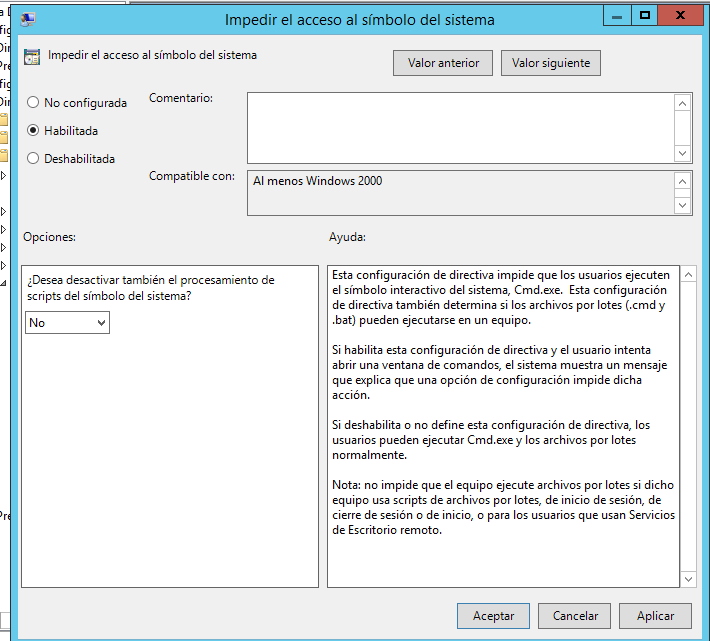 Impedir el acceso al símbolo del sistema
Impedir el acceso al símbolo del sistema
Valor anterior
Valor siguiente
No configurada
Habilitada
Deshabilitada
Comentario:
Compatible con:
Al menos Windows 2000
Opciones:
Ayuda:
¿Desea desactivar también el procesamiento de
scripts del símbolo del sistema?
No
Esta configuración de directiva impide que los usuarios ejecuten
el símbolo interactivo del sistema, Cmd.exe.  Esta configuración
de directiva también determina si los archivos por lotes (.cmd y
.bat) pueden ejecutarse en un equipo.
Si habilita esta configuración de directiva y el usuario intenta
abrir una ventana de comandos, el sistema muestra un mensaje
que explica que una opción de configuración impide dicha
acción.
Si deshabilita o no define esta configuración de directiva, los
usuarios pueden ejecutar Cmd.exe y los archivos por lotes
normalmente.
Nota: no impide que el equipo ejecute archivos por lotes si dicho
equipo usa scripts de archivos por lotes, de inicio de sesión, de
cierre de sesión o de inicio, o para los usuarios que usan Servicios
de Escritorio remoto.
Aceptar
Cancelar
Aplicar